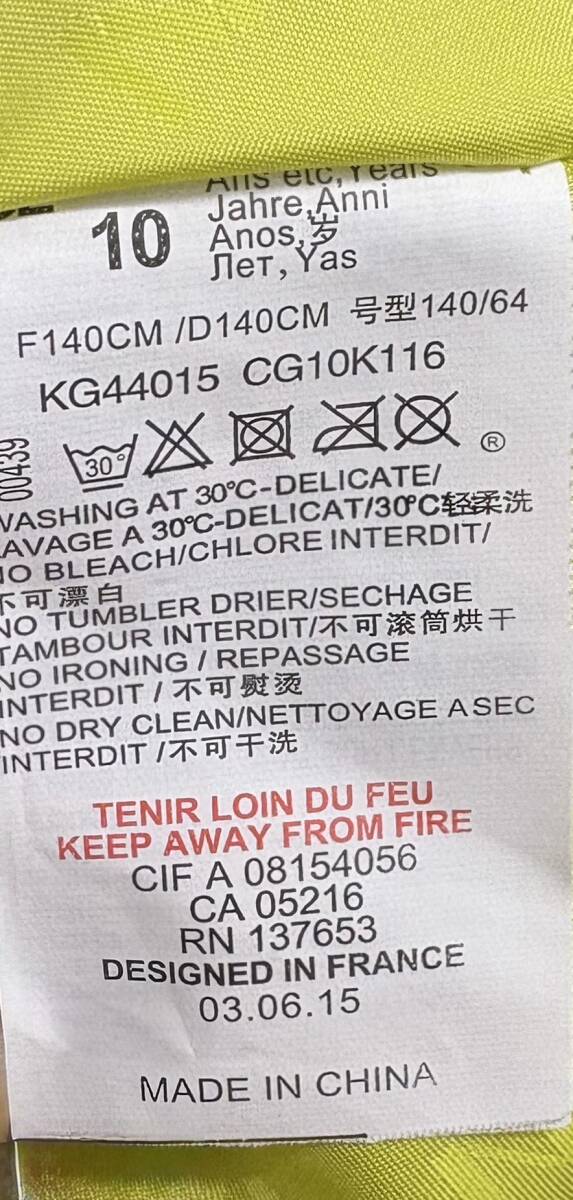 Ans etc, Years
10
Jahre, Anni
Anos, 岁
Лет, Yas
F140CM /D140CM 号型140/64
KG44015 CG10K116
30°
®
00439
WASHING AT 30℃-DELICATE/
LAVAGE A 30℃-DELICAT/30℃轻柔洗
NO BLEACH/CHLORE INTERDIT/
不可漂白
NO TUMBLER DRIER/SECHAGE
TAMBOUR INTERDIT/不可滚筒烘干
NO IRONING / REPASSAGE
INTERDIT / 不可熨烫
NO DRY CLEAN/NETTOYAGE A SEC
INTERDIT /不可干洗
TENIR LOIN DU FEU
KEEP AWAY FROM FIRE
CIF A 08154056
CA 05216
RN 137653
DESIGNED IN FRANCE
03.06.15
MADE IN CHINA